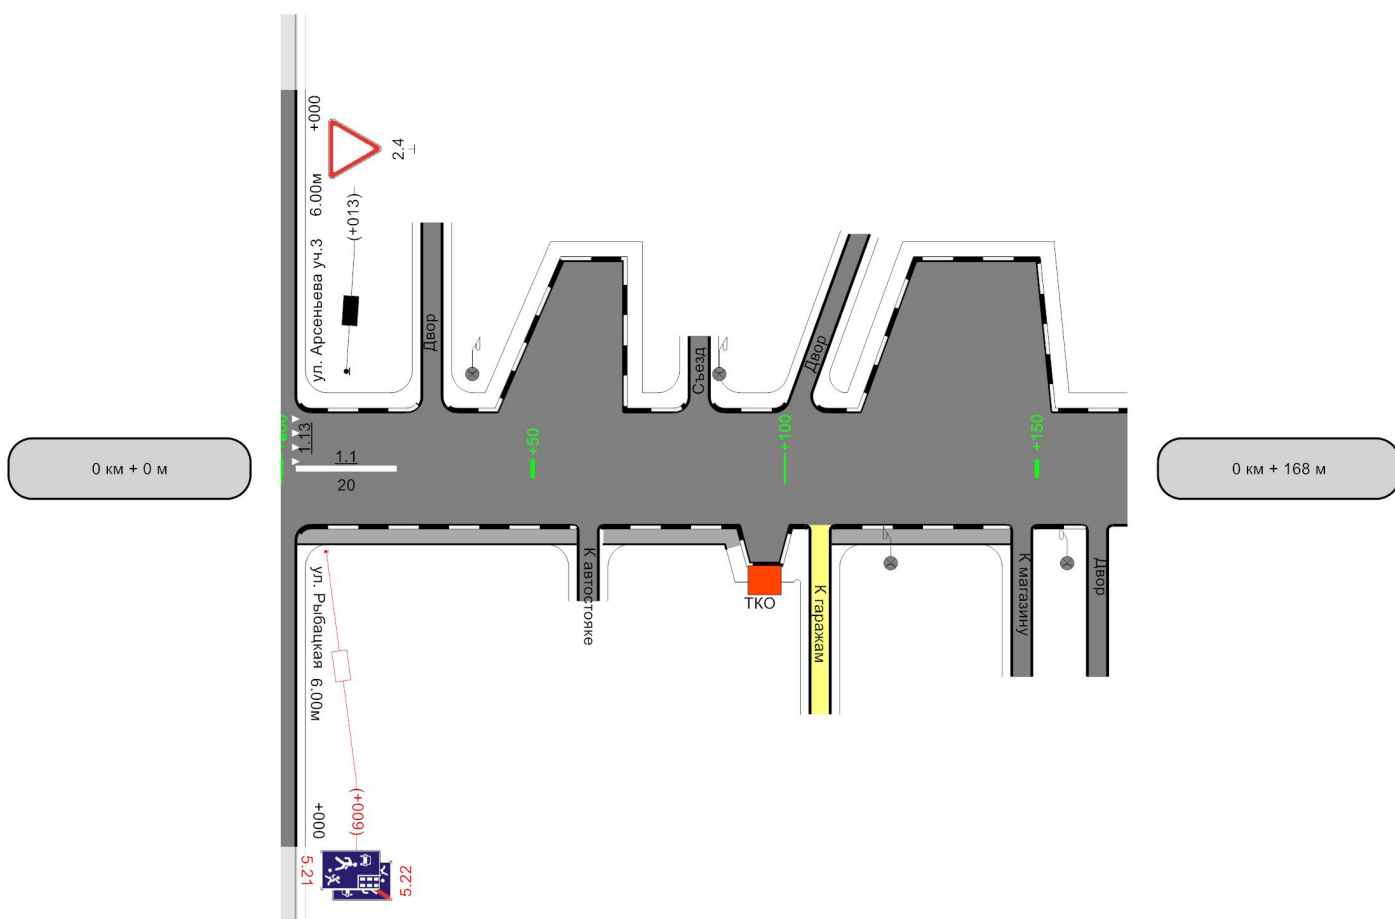 +000
2.4
6.00м
(+013)
ул. Арсеньева уч.3
Двор
Съезд
Двор
1.13
+50
+100
+150
1.1
20
0 км + 0 м
0 км + 168 м
К автостояке
ТКО
К гаражам
К магазину
Двор
ул. Рыбацкая 6.00м
+000
(+009)
5.21
5.22